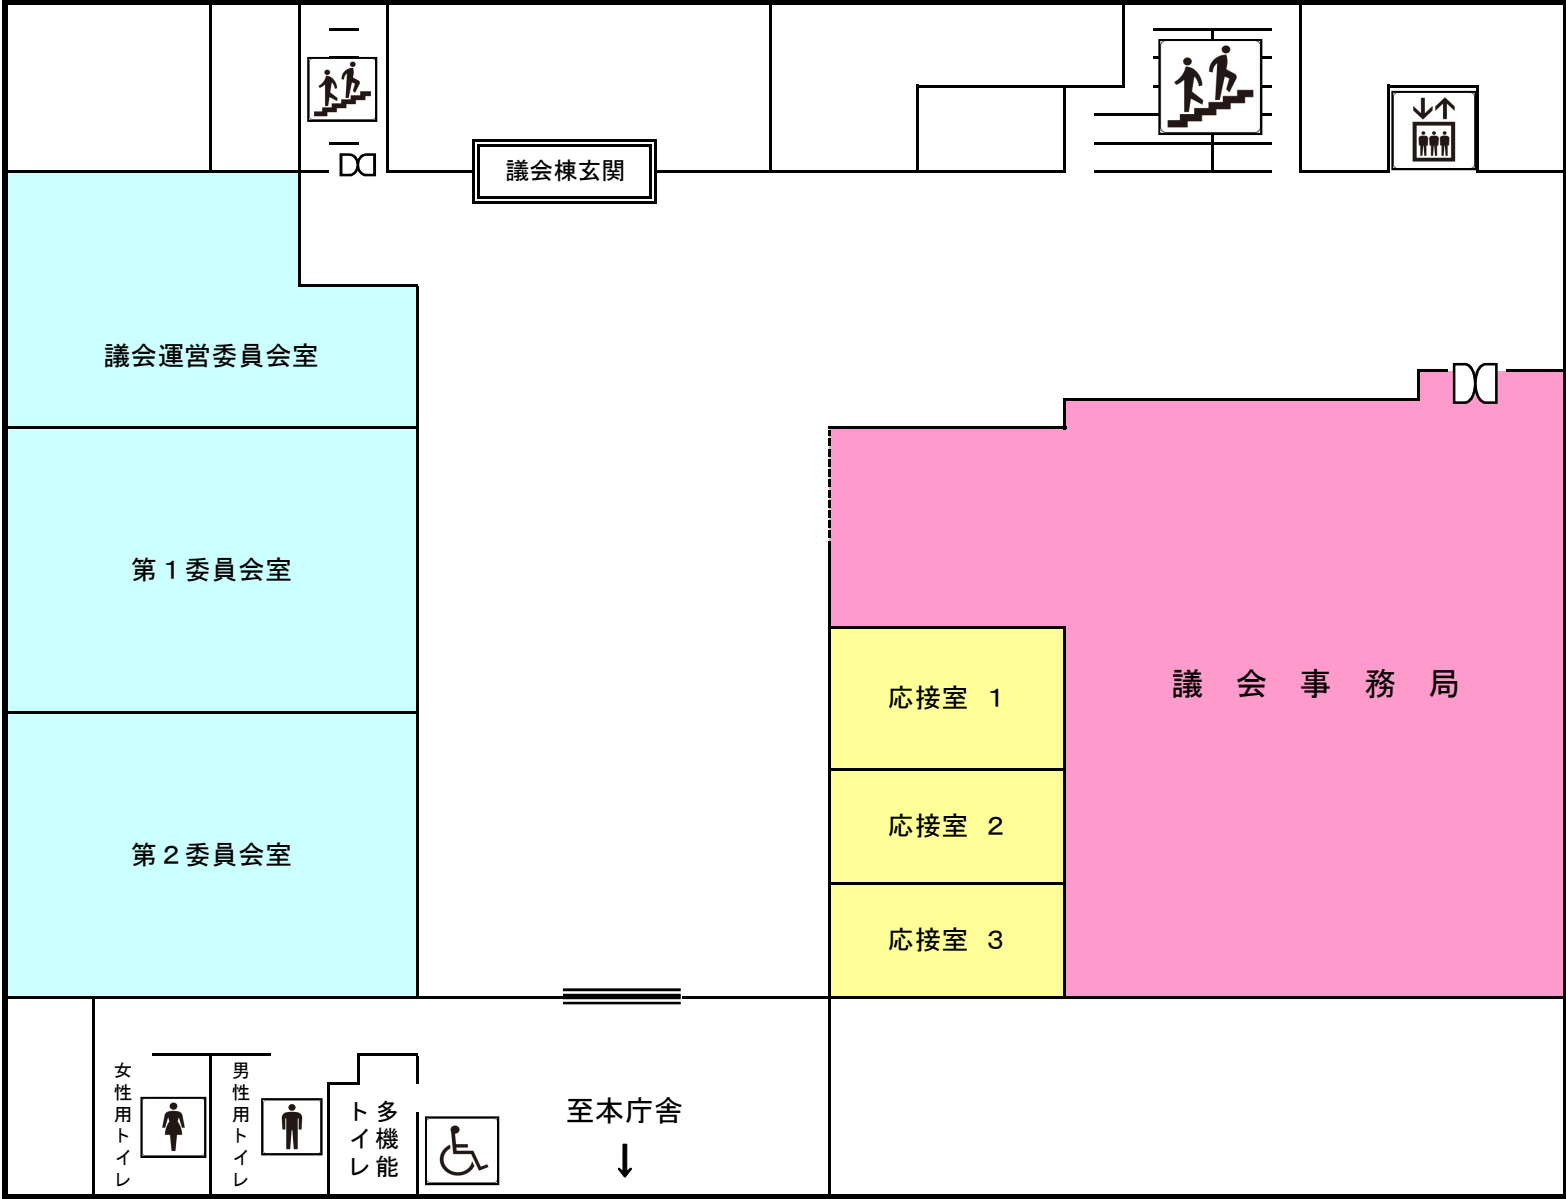 議会棟玄関
議会運営委員会室
第１委員会室
議会事務局
応接室　１
応接室　２
第２委員会室
応接室　３
女性用トイレ
男性用トイレ
多機能
トイレ
至本庁舎
↓